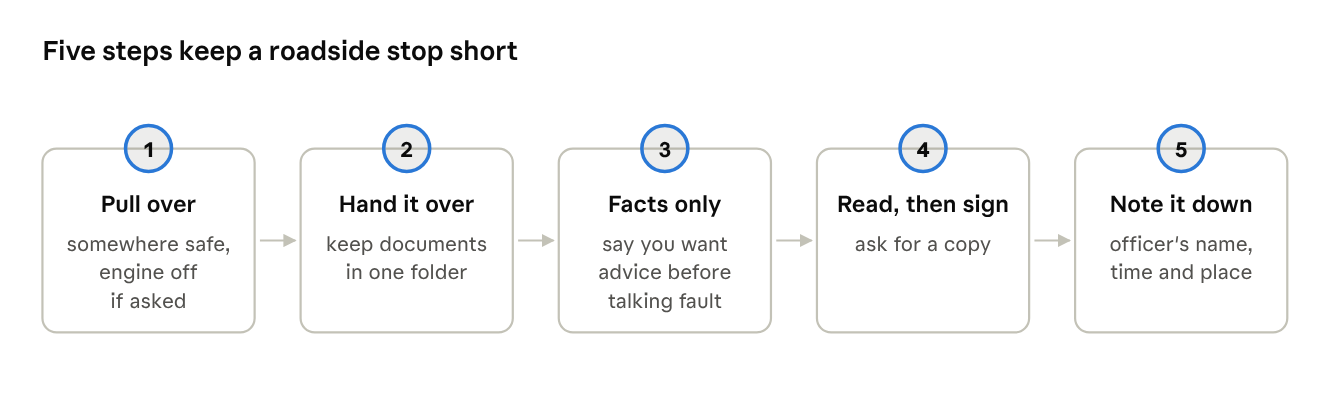 Five steps keep a roadside stop short
1
Pull over
somewhere safe,
engine off
if asked
2
Hand it over
keep documents
in one folder
3
Facts only
say you want
advice before
talking fault
4
Read, then sign
ask for a copy
5
Note it down
officer's name,
time and place